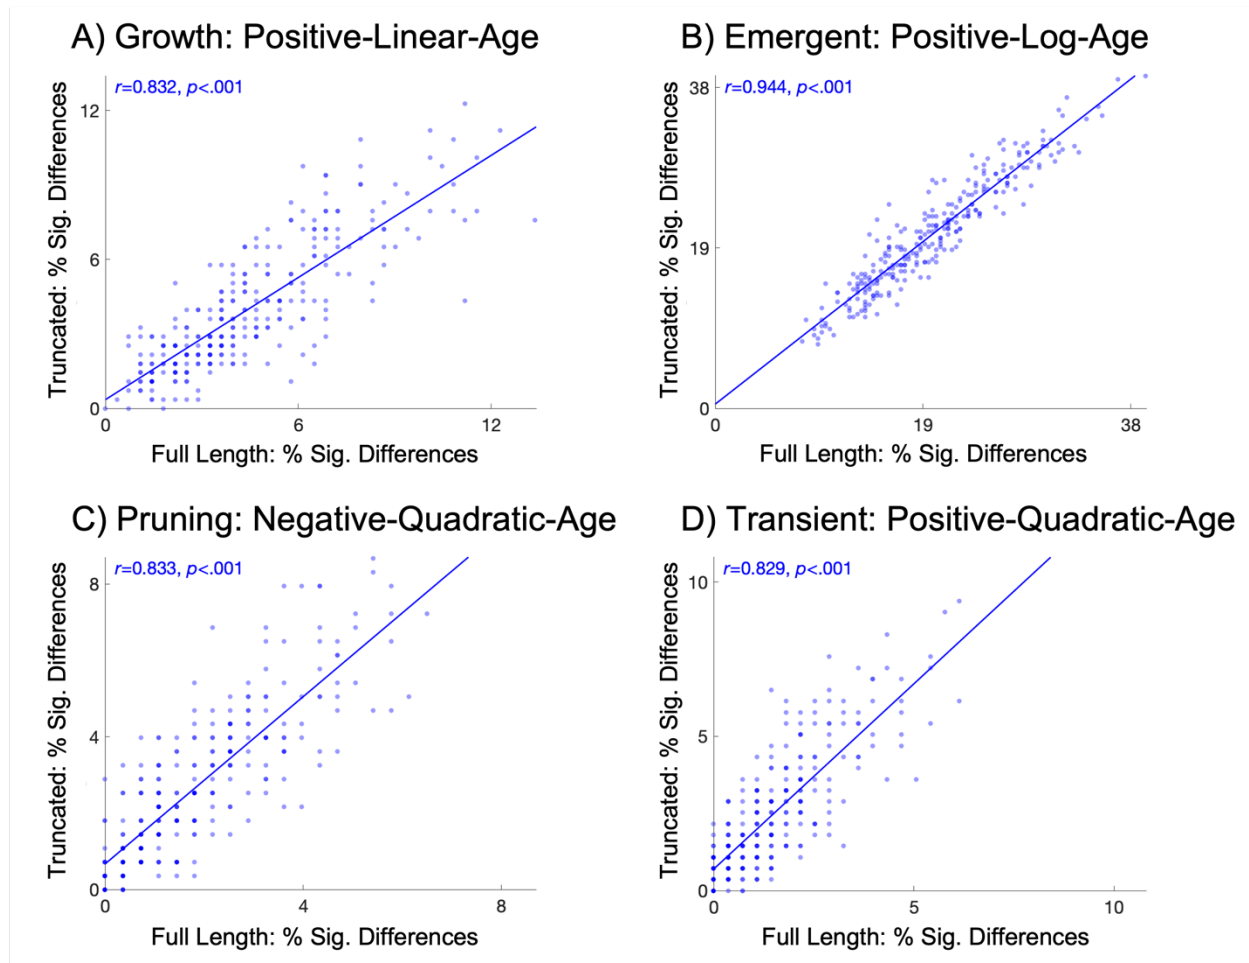 A) Growth: Positive-Linear-Age
r=0.832, p<.001
Truncated: % Sig. Differences
12
6
0
0
6
12
Full Length: % Sig. Differences
B) Emergent: Positive-Log-Age
r=0.944, p<.001
Truncated: % Sig. Differences
38
19
0
0
19
38
Full Length: % Sig. Differences
C) Pruning: Negative-Quadratic-Age
r=0.833, p<.001
Truncated: % Sig. Differences
8
4
0
0
4
8
Full Length: % Sig. Differences
D) Transient: Positive-Quadratic-Age
r=0.829, p<.001
Truncated: % Sig. Differences
10
5
0
0
5
10
Full Length: % Sig. Differences